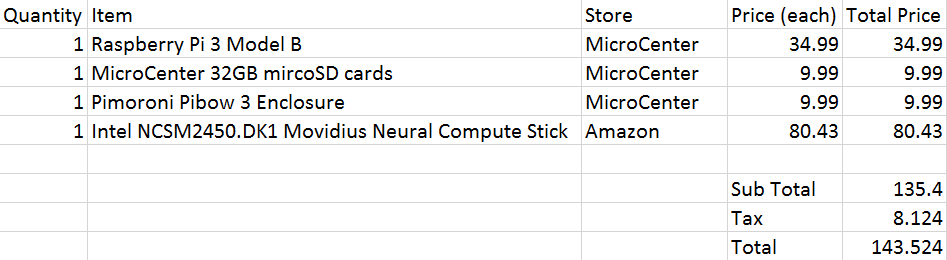 Quantity Item Store Price (each) Total Price
1 Raspberry Pi 3 Model B MicroCenter 34.99 34.99
1 MicroCenter 32GB mircoSD cards MicroCenter 9.99 9.99
1 Pimoroni Pibow 3 Enclosure MicroCenter 9.99 9.99
1 Intel NCSM2450.DK1 Movidius Neural Compute Stick Amazon 80.43 80.43
Sub Total 135.4
Tax 8.124
Total 143.524